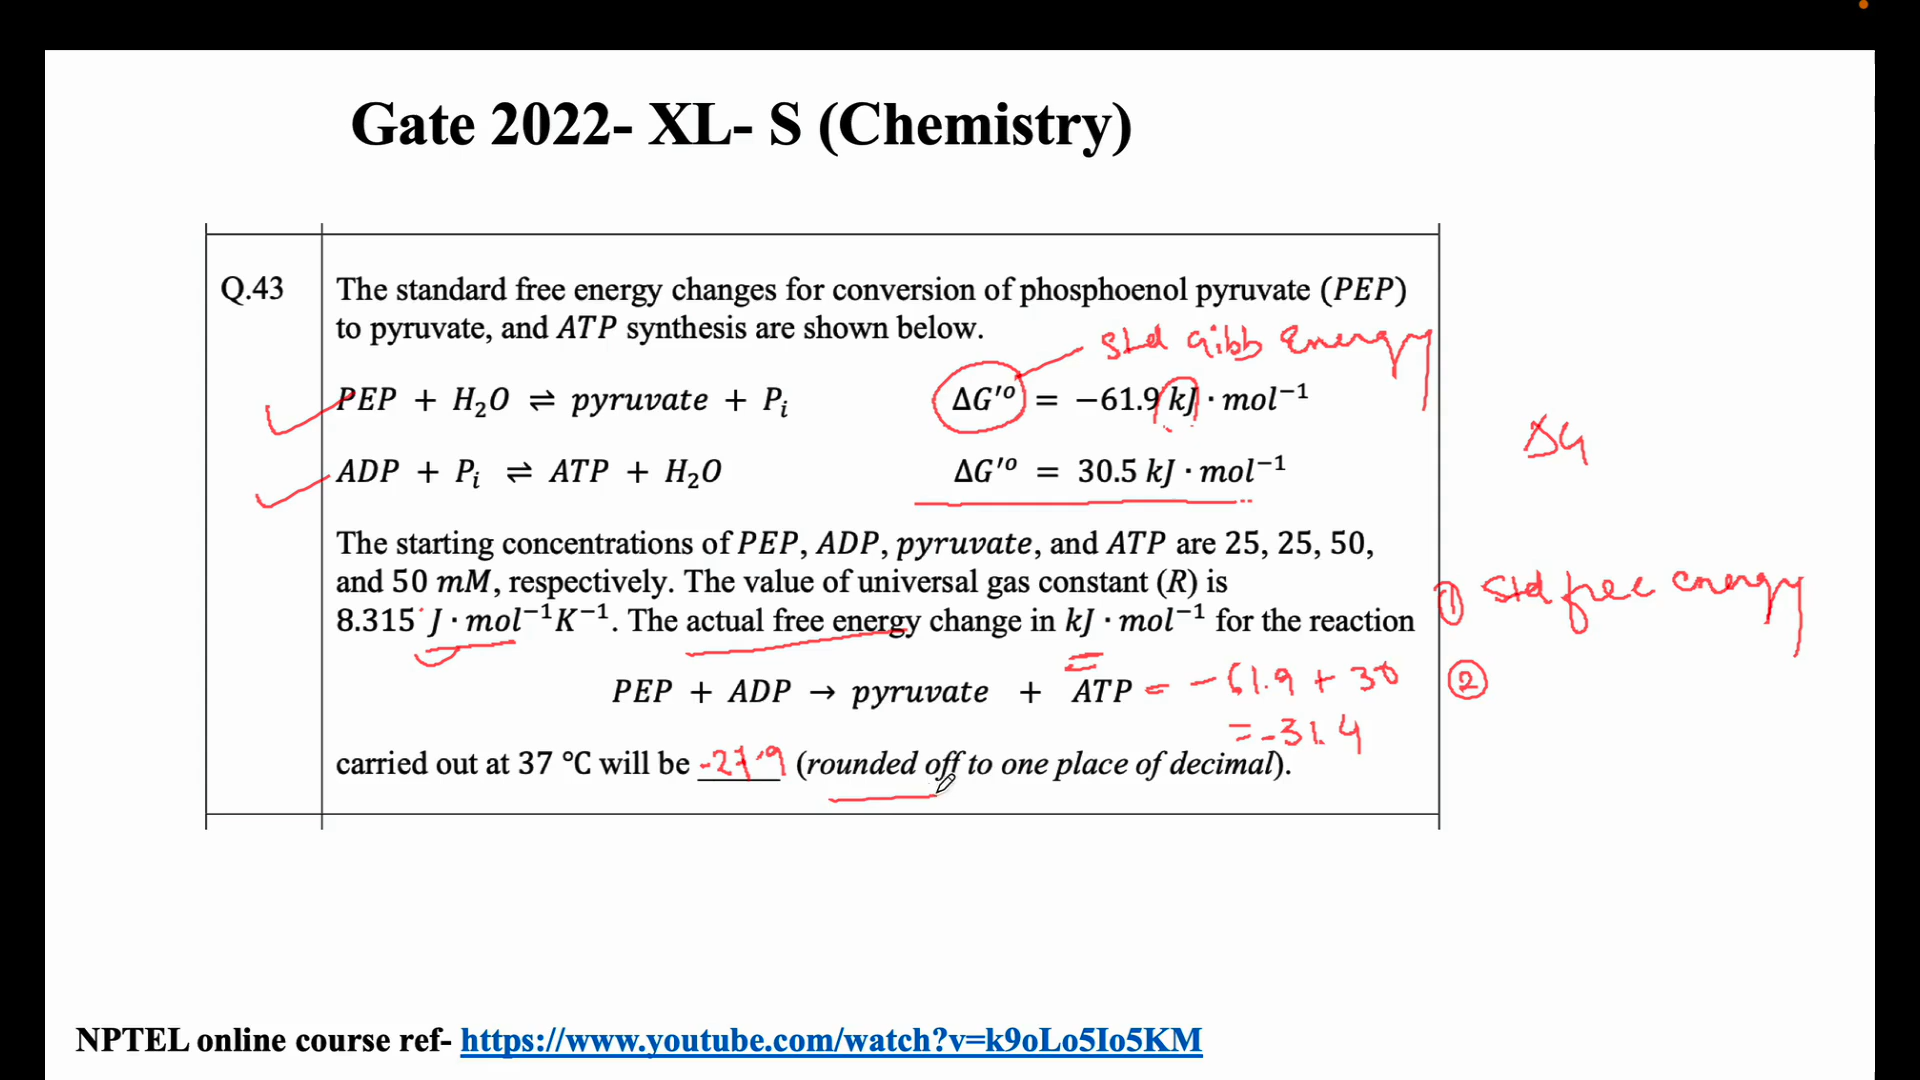 Gate 2022- XL- S (Chemistry)
Q.43
The standard free energy changes for conversion of phosphoenol pyruvate (PEP)
to pyruvate, and ATP synthesis are shown below.
Std Gibb Energy
PEP + H₂O ⇌ pyruvate + Pᵢ ΔG′ᵒ = −61.9 kJ · mol⁻¹
ΔG
ADP + Pᵢ ⇌ ATP + H₂O ΔG′ᵒ = 30.5 kJ · mol⁻¹
The starting concentrations of PEP, ADP, pyruvate, and ATP are 25, 25, 50,
and 50 mM, respectively. The value of universal gas constant (R) is
① Std free energy
8.315 J · mol⁻¹K⁻¹. The actual free energy change in kJ · mol⁻¹ for the reaction
PEP + ADP → pyruvate + ATP = -61.9 + 30 ②
= -31.4
carried out at 37 °C will be -27.9 (rounded off to one place of decimal).
NPTEL online course ref- https://www.youtube.com/watch?v=k9oLo5Io5KM